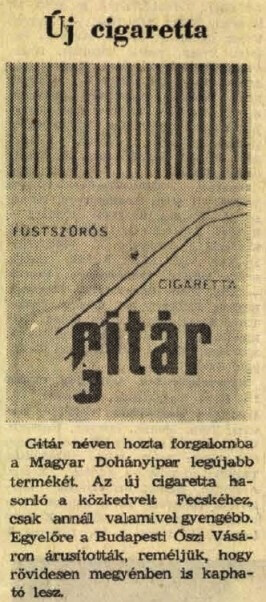 Új cigaretta
FÜSTSZŰRŐS
CIGARETTA
gitár
Gitár néven hozta forgalomba
a Magyar Dohányipar legújabb
termékét. Az új cigaretta ha-
sonló a közkedvelt Fecskéhez,
csak annál valamivel gyengébb.
Egyelőre a Budapesti Őszi Vásá-
ron árusították, reméljük, hogy
rövidesen megyénben is kapha-
tó lesz.